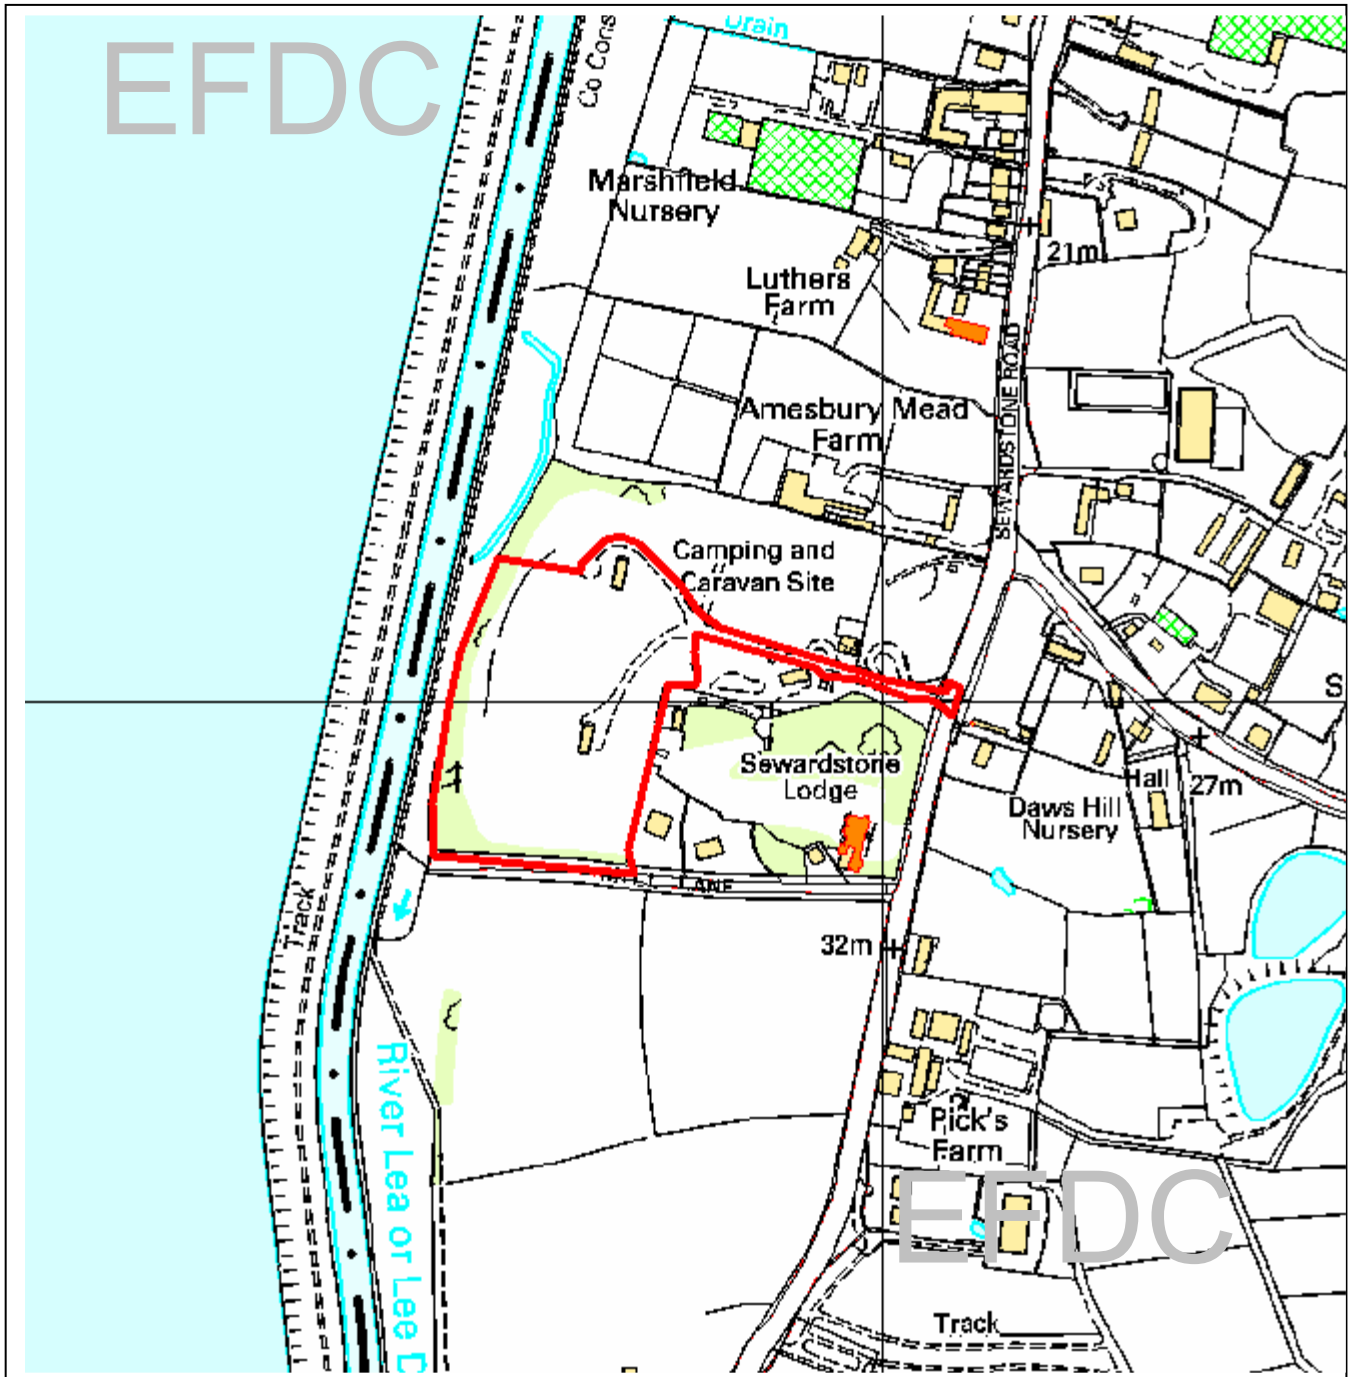 EFDC
Drain
Co Cons
Marshfield
Nursery
21m
Luthers
Farm
SEWARDSTONE ROAD
Amesbury Mead
Farm
Camping and
Caravan Site
S
Sewardstone
Lodge
Hall
27m
Daws Hill
Nursery
LANE
Track
32m
River Lea or Lee D
Pick's
Farm
EFDC
Track